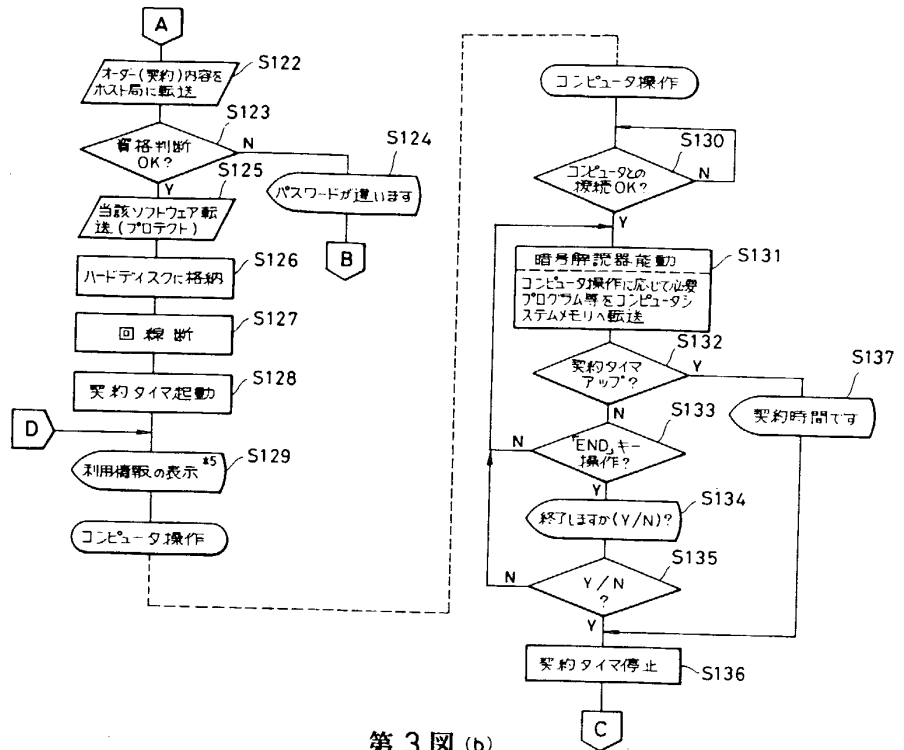 A
オーダー(契約)内容を
ホスト局に転送
S122
S123
資格判断
OK?
N
Y
S124
パスワードが違います
B
S125
当該ソフトウェア転
送(プロテクト)
ハードディスクに格納
S126
回線断
S127
契約タイマ起動
S128
D
利用情報の表示*5
S129
コンピュータ操作
コンピュータ操作
S130
コンピュータとの
接続OK?
N
Y
暗号解読器能動
S131
コンピュータ操作に応じて必要
プログラム等をコンピュータシ
ステムメモリへ転送
S132
契約タイマ
アップ?
Y
N
S137
契約時間です
S133
「END」キー
操作?
N
Y
終了しますか(Y/N)?
S134
S135
Y/N
?
N
Y
契約タイマ停止
S136
C
第3図(b)